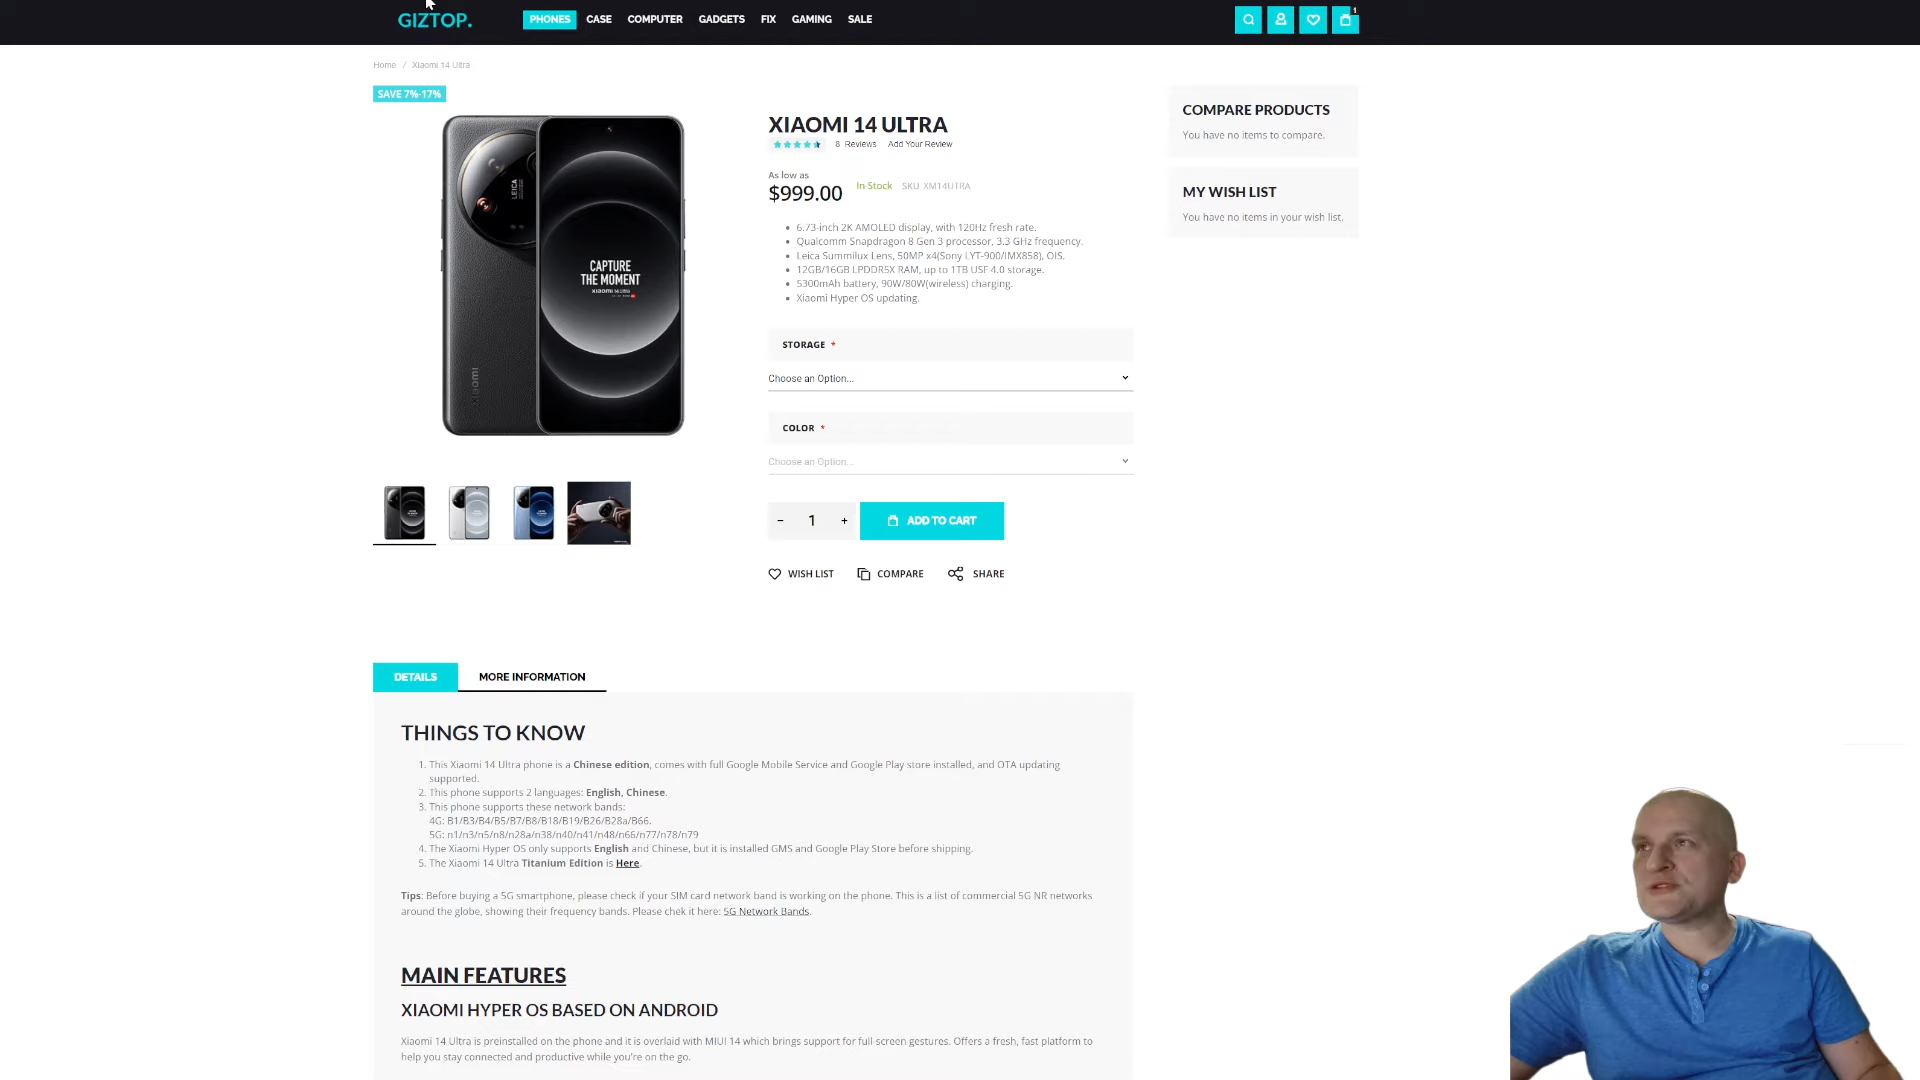 GIZTOP.
PHONES CASE COMPUTER GADGETS FIX GAMING SALE
1
Home / Xiaomi 14 Ultra
SAVE 7%-17%
LEICA
CAPTURE
THE MOMENT
XIAOMI 14 ULTRA
xiaomi
XIAOMI 14 ULTRA
8 Reviews Add Your Review
As low as
$999.00 In Stock SKU XM14UTRA
6.73-inch 2K AMOLED display, with 120Hz fresh rate.
Qualcomm Snapdragon 8 Gen 3 processor, 3.3 GHz frequency.
Leica Summilux Lens, 50MP x4(Sony LYT-900/IMX858), OIS.
12GB/16GB LPDDR5X RAM, up to 1TB USF 4.0 storage.
5300mAh battery, 90W/80W(wireless) charging.
Xiaomi Hyper OS updating.
STORAGE *
Choose an Option...
COLOR *
Choose an Option...
- 1 + ADD TO CART
WISH LIST COMPARE SHARE
COMPARE PRODUCTS
You have no items to compare.
MY WISH LIST
You have no items in your wish list.
DETAILS MORE INFORMATION
THINGS TO KNOW
1. This Xiaomi 14 Ultra phone is a Chinese edition, comes with full Google Mobile Service and Google Play store installed, and OTA updating
supported.
2. This phone supports 2 languages: English, Chinese.
3. This phone supports these network bands:
4G: B1/B3/B4/B5/B7/B8/B18/B19/B26/B28a/B66.
5G: n1/n3/n5/n8/n28a/n38/n40/n41/n48/n66/n77/n78/n79
4. The Xiaomi Hyper OS only supports English and Chinese, but it is installed GMS and Google Play Store before shipping.
5. The Xiaomi 14 Ultra Titanium Edition is Here.
Tips: Before buying a 5G smartphone, please check if your SIM card network band is working on the phone. This is a list of commercial 5G NR networks
around the globe, showing their frequency bands. Please chek it here: 5G Network Bands.
MAIN FEATURES
XIAOMI HYPER OS BASED ON ANDROID
Xiaomi 14 Ultra is preinstalled on the phone and it is overlaid with MIUI 14 which brings support for full-screen gestures. Offers a fresh, fast platform to
help you stay connected and productive while you're on the go.